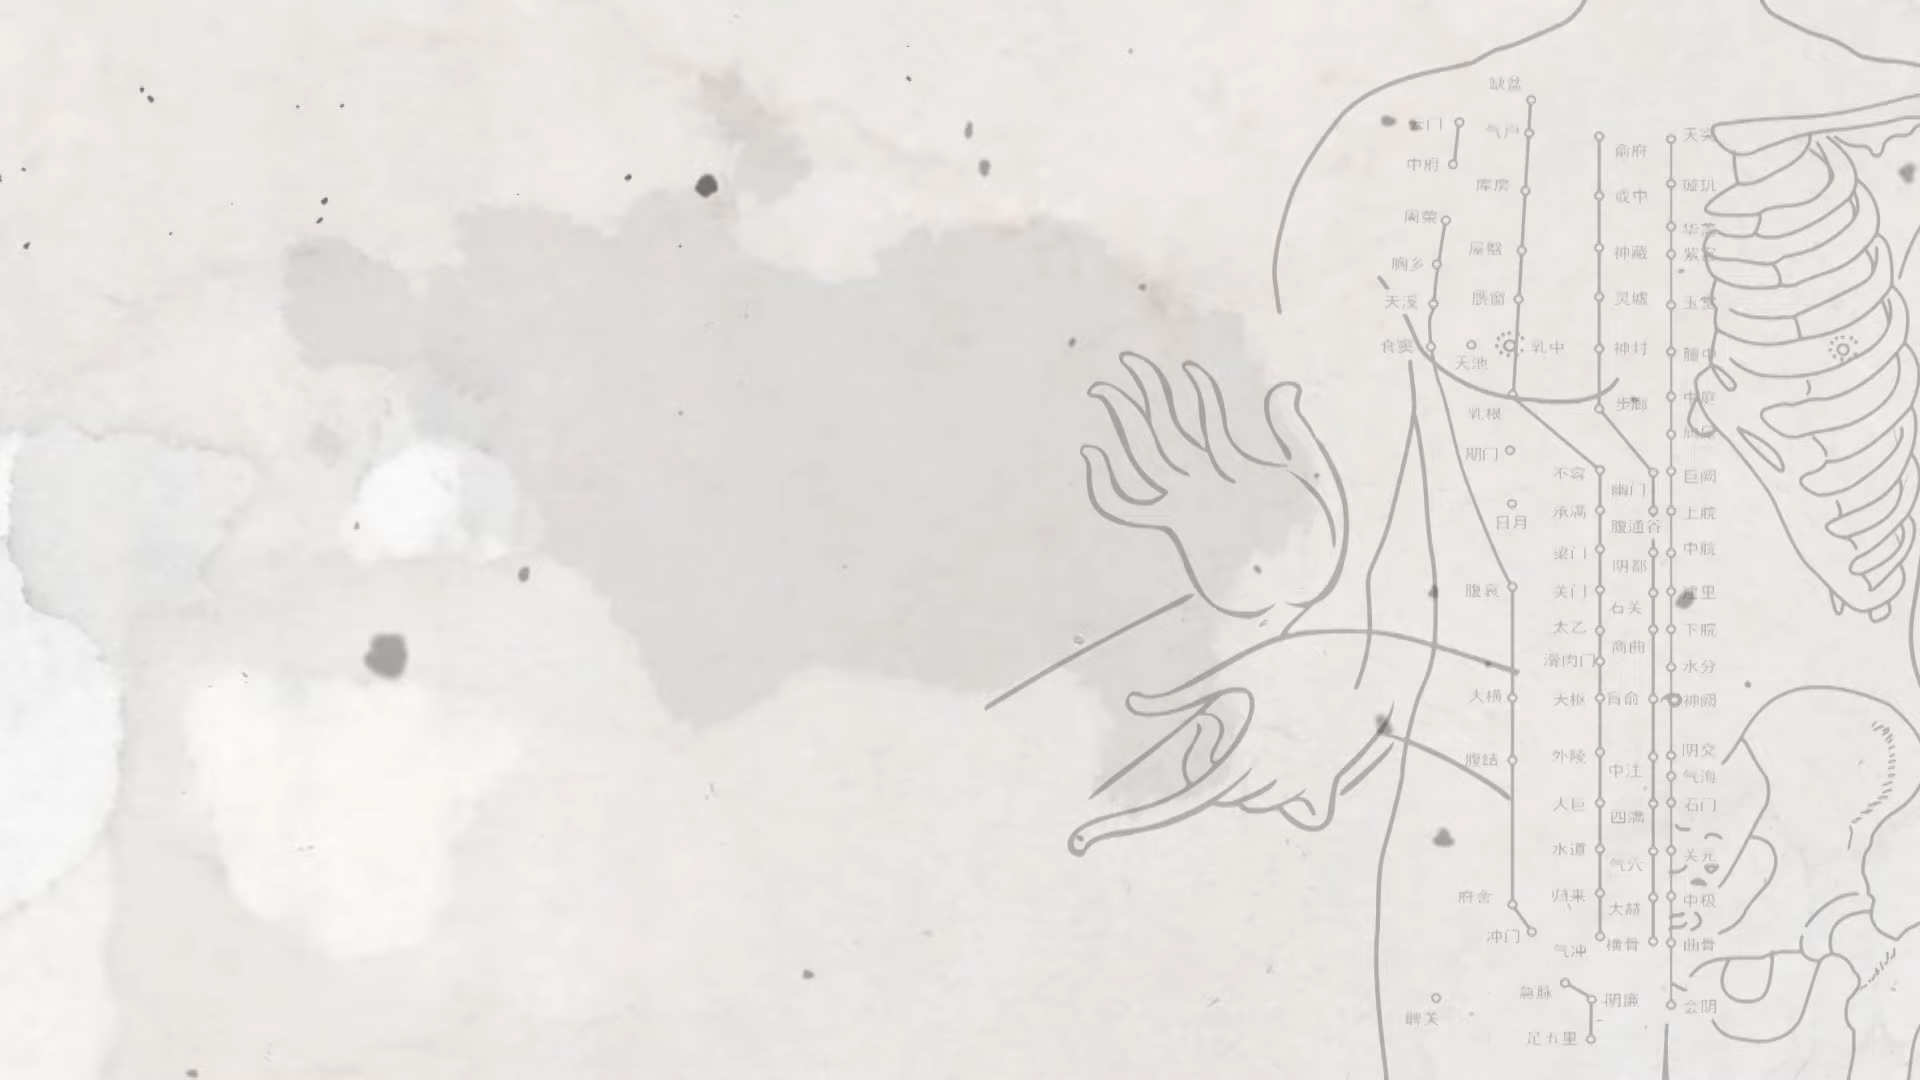 缺盆
气户
中府
库房
周荣
屋翳
胸乡
天溪
膺窗
食窦
天池
乳中
乳根
期门
日月
腹哀
大横
腹结
府舍
冲门
俞府
彧中
神藏
灵墟
神封
步廊
不容
承满
梁门
关门
太乙
滑肉门
天枢
外陵
水道
归来
气冲
幽门
腹通谷
阴都
石关
商曲
肓俞
中注
四满
气穴
大赫
横骨
天突
璇玑
华盖
紫宫
玉堂
膻中
中庭
巨阙
上脘
中脘
建里
下脘
水分
神阙
阴交
气海
石门
关元
中极
曲骨
会阴
急脉
阴廉
足五里
髀关